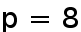 p = 8